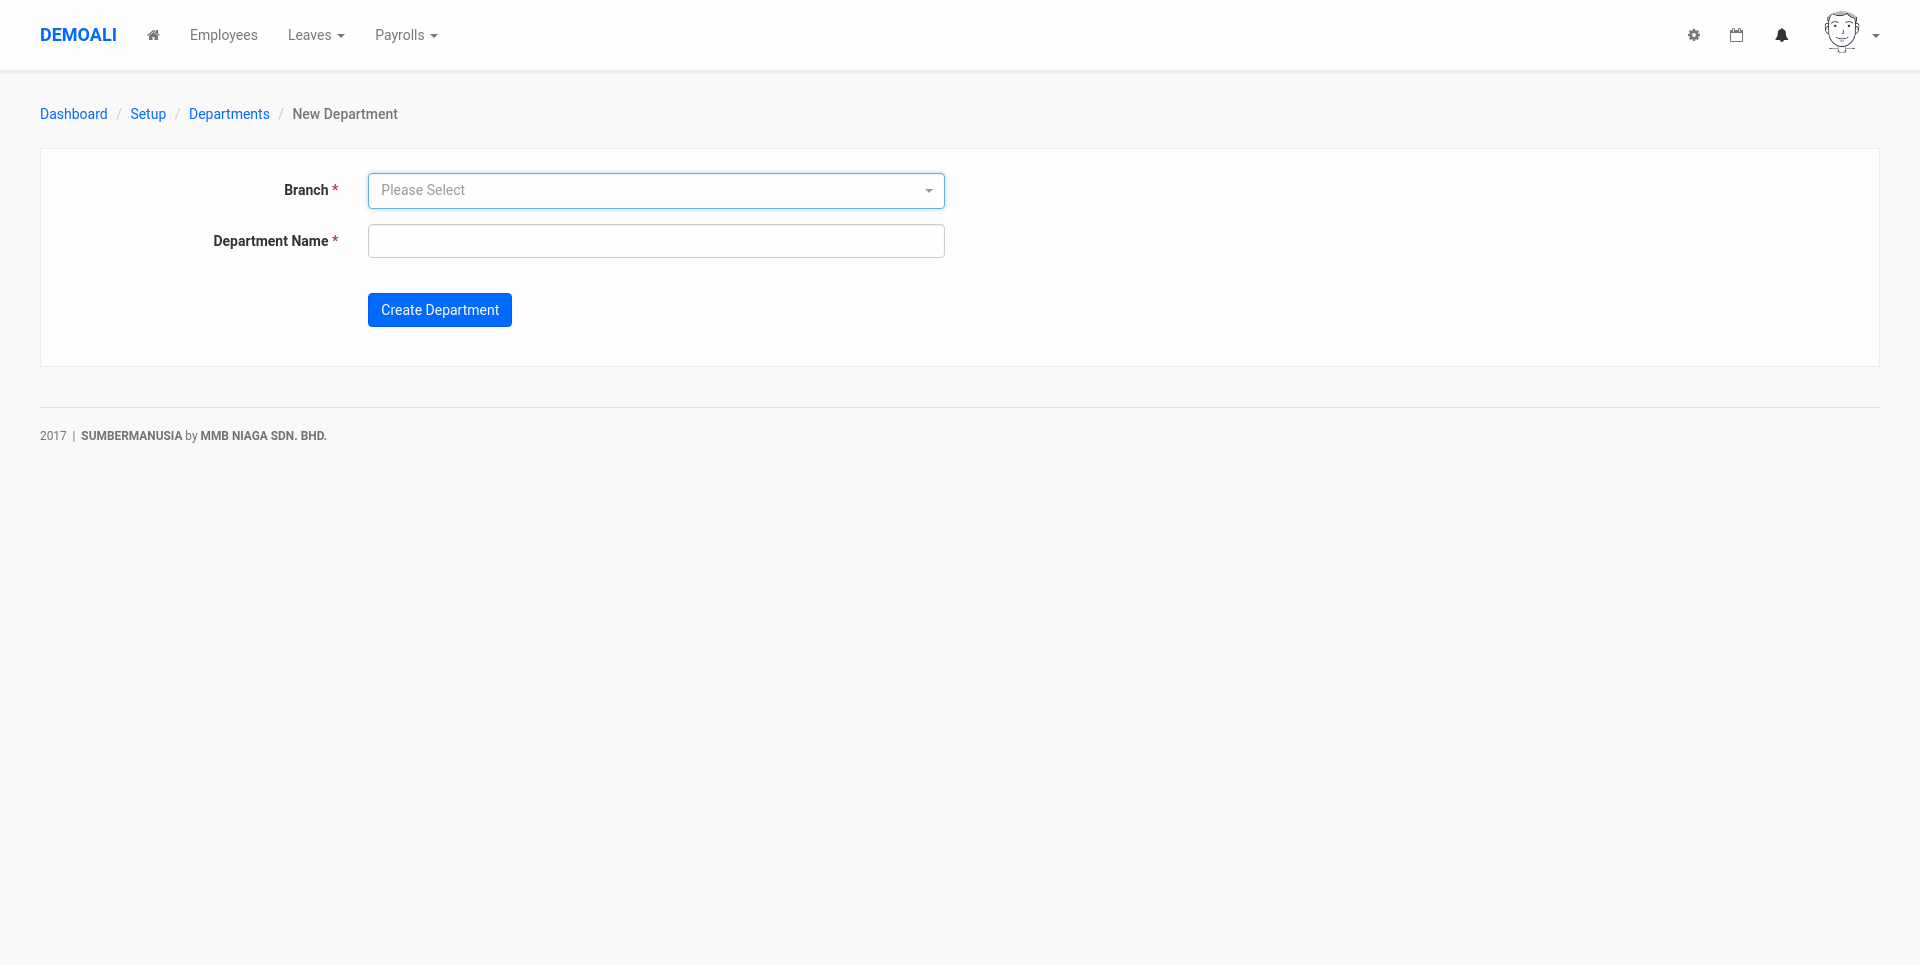 DEMOALI Employees Leaves Payrolls
Dashboard / Setup / Departments / New Department
Branch * Please Select
Department Name *
Create Department
2017 | SUMBERMANUSIA by MMB NIAGA SDN. BHD.